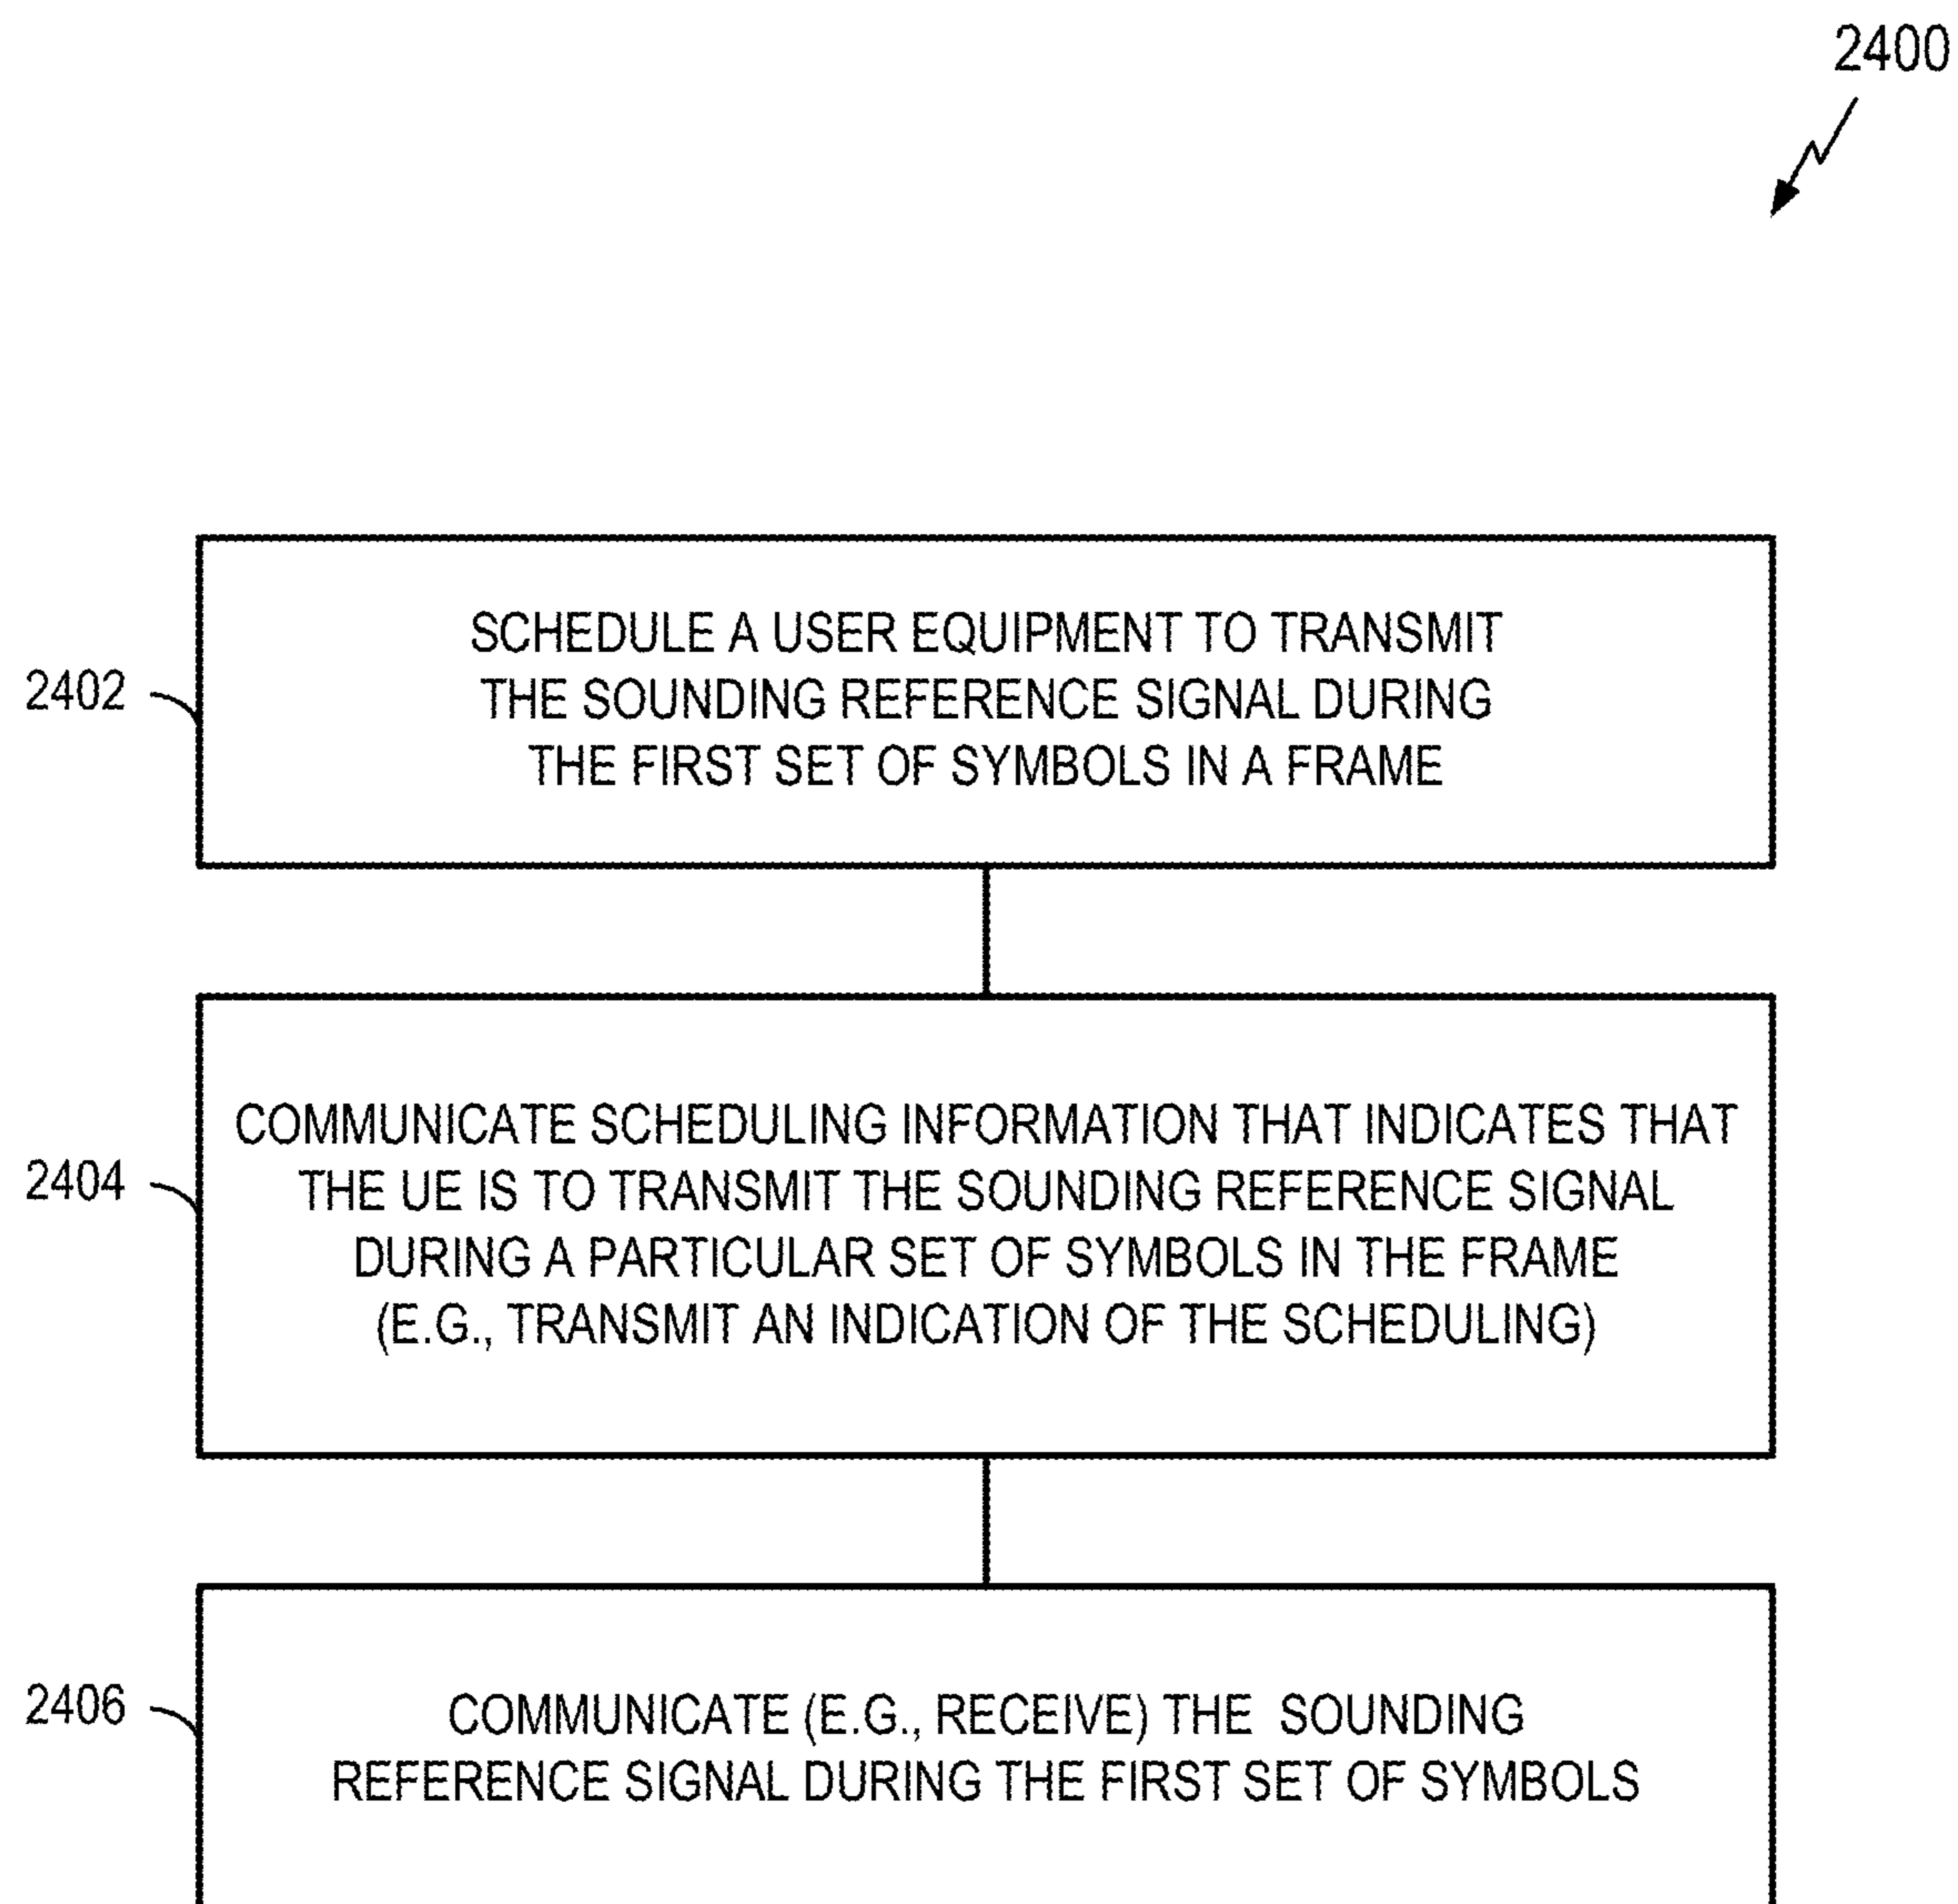 2400
2402
SCHEDULE A USER EQUIPMENT TO TRANSMIT
THE SOUNDING REFERENCE SIGNAL DURING
THE FIRST SET OF SYMBOLS IN A FRAME
2404
COMMUNICATE SCHEDULING INFORMATION THAT INDICATES THAT
THE UE IS TO TRANSMIT THE SOUNDING REFERENCE SIGNAL
DURING A PARTICULAR SET OF SYMBOLS IN THE FRAME
(E.G., TRANSMIT AN INDICATION OF THE SCHEDULING)
2406
COMMUNICATE (E.G., RECEIVE) THE SOUNDING
REFERENCE SIGNAL DURING THE FIRST SET OF SYMBOLS